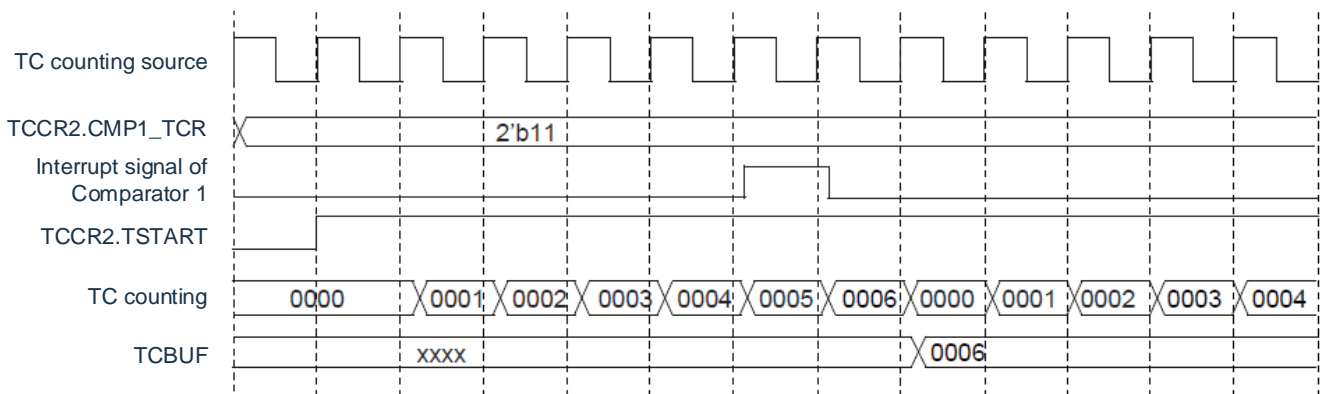 TC counting source
TCCR2.CMP1_TCR
2'b11
Interrupt signal of
Comparator 1
TCCR2.TSTART
TC counting
0000 0001 0002 0003 0004 0005 0006 0000 0001 0002 0003 0004
TCBUF
xxxx 0006